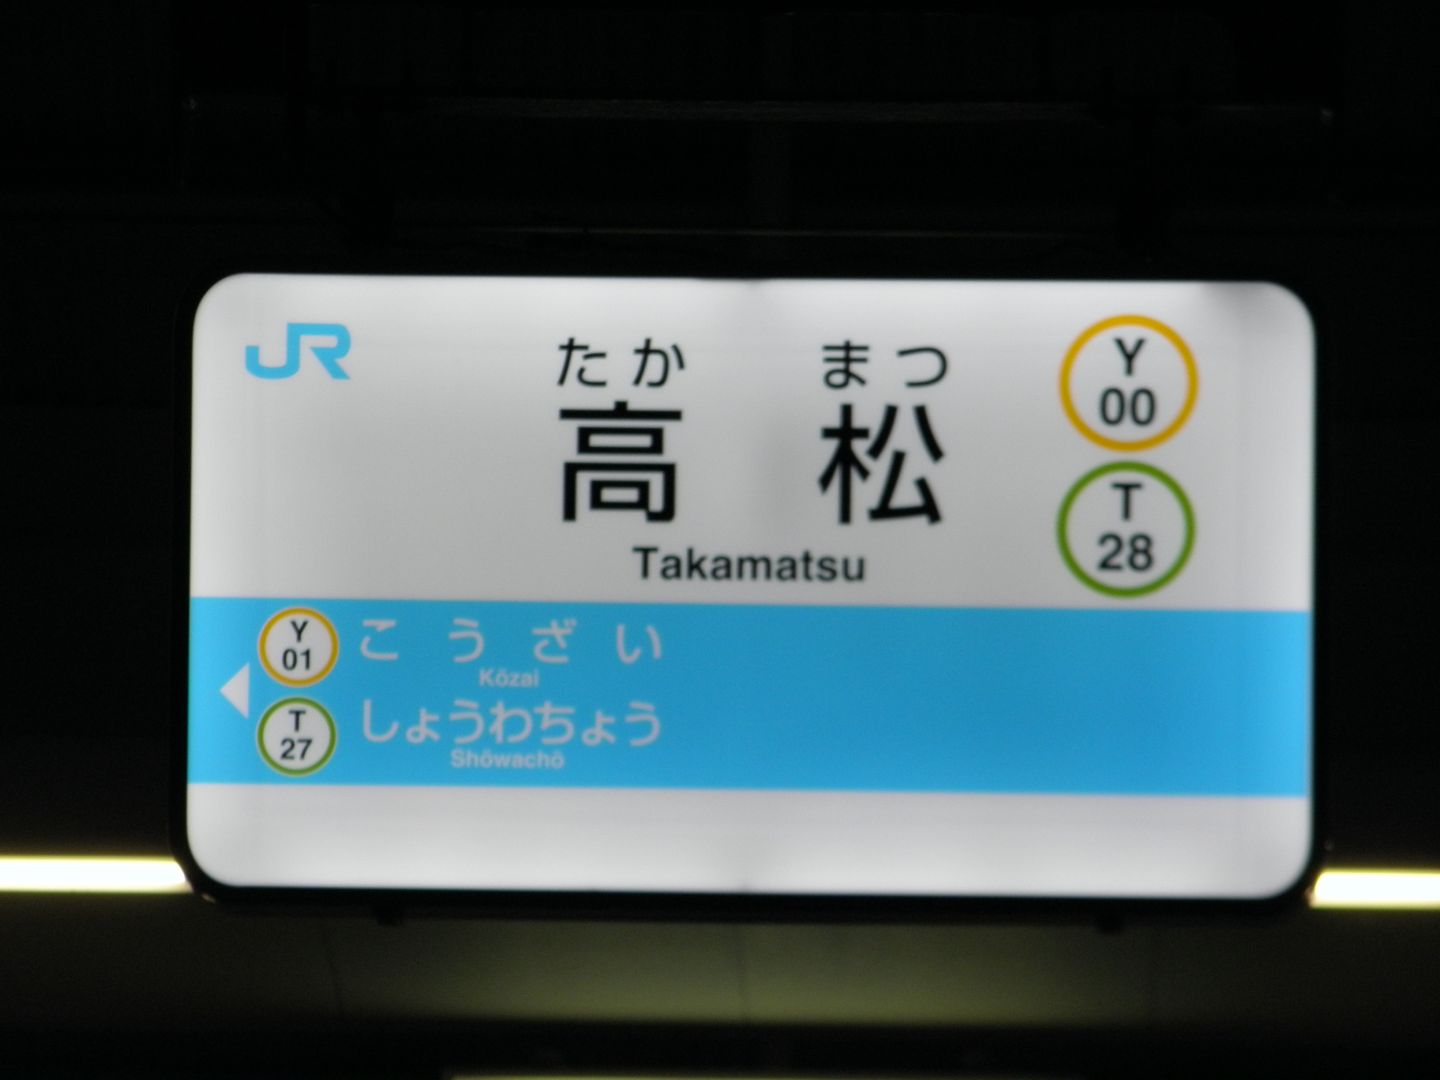 JR
たか まつ
高 松
Takamatsu
Y
00
T
28
Y
01
こうざい
Kōzai
T
27
しょうわちょう
Shōwachō